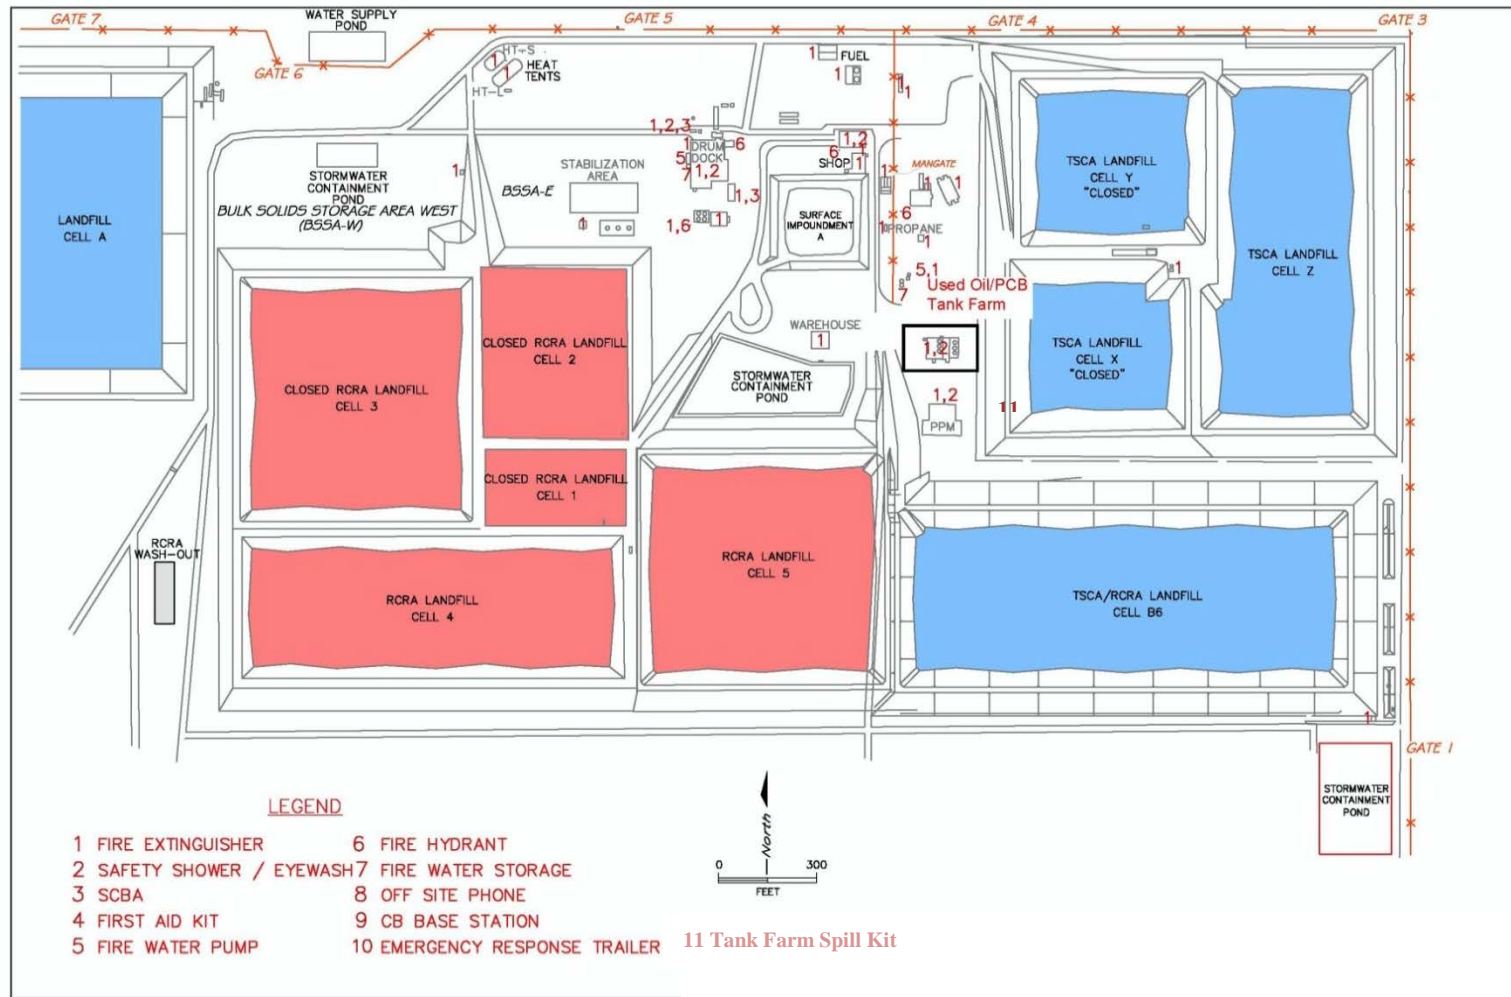 GATE 7
WATER SUPPLY
POND
GATE 5
GATE 4
GATE 3
GATE 6
HT-S
HEAT
TENTS
HT-L
1
1
1
FUEL
1
1
1,2,3
1
DRUM
DOCK
6
5
7
1,2
1,3
1,6
1
1,2
6
SHOP
1
MANGATE
1
1
1
6
1
PROPANE
1
5,1
7
Used Oil/PCB
Tank Farm
1,2
1,2
PPM
11
STORMWATER
CONTAINMENT
POND
BULK SOLIDS STORAGE AREA WEST
(BSSA-W)
1
BSSA-E
STABILIZATION
AREA
1
SURFACE
IMPOUNDMENT
A
WAREHOUSE
1
STORMWATER
CONTAINMENT
POND
LANDFILL
CELL A
TSCA LANDFILL
CELL Y
"CLOSED"
TSCA LANDFILL
CELL Z
1
TSCA LANDFILL
CELL X
"CLOSED"
CLOSED RCRA LANDFILL
CELL 3
CLOSED RCRA LANDFILL
CELL 2
CLOSED RCRA LANDFILL
CELL 1
RCRA
WASH-OUT
RCRA LANDFILL
CELL 4
RCRA LANDFILL
CELL 5
TSCA/RCRA LANDFILL
CELL B6
1
GATE 1
STORMWATER
CONTAINMENT
POND
North
0 300
FEET
LEGEND
1 FIRE EXTINGUISHER
2 SAFETY SHOWER / EYEWASH
3 SCBA
4 FIRST AID KIT
5 FIRE WATER PUMP
6 FIRE HYDRANT
7 FIRE WATER STORAGE
8 OFF SITE PHONE
9 CB BASE STATION
10 EMERGENCY RESPONSE TRAILER
11 Tank Farm Spill Kit